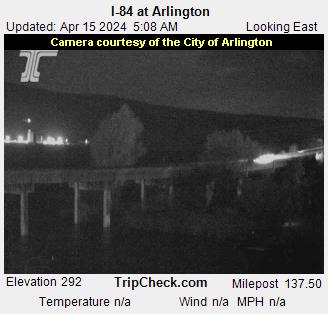 I-84 at Arlington
Updated: Apr 15 2024 5:08 AM Looking East
Camera courtesy of the City of Arlington
Elevation 292 TripCheck.com Milepost 137.50
Temperature n/a Wind n/a MPH n/a